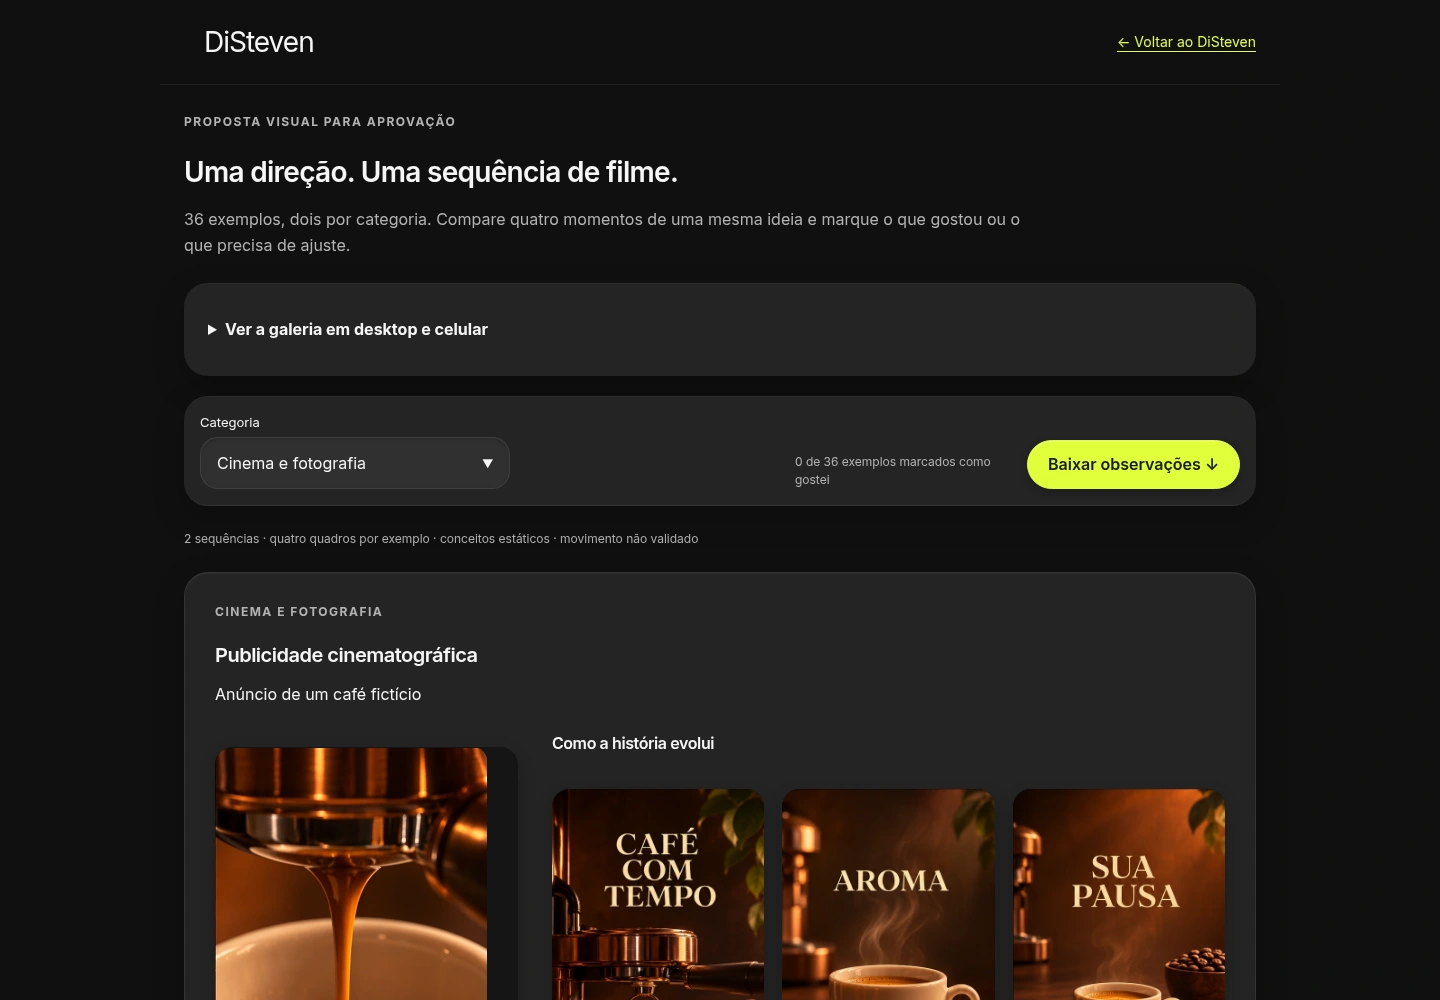 DiSteven
← Voltar ao DiSteven
PROPOSTA VISUAL PARA APROVAÇÃO
Uma direção. Uma sequência de filme.
36 exemplos, dois por categoria. Compare quatro momentos de uma mesma ideia e marque o que gostou ou o
que precisa de ajuste.
▶ Ver a galeria em desktop e celular
Categoria
Cinema e fotografia ▼
0 de 36 exemplos marcados como
gostei
Baixar observações ↓
2 sequências · quatro quadros por exemplo · conceitos estáticos · movimento não validado
CINEMA E FOTOGRAFIA
Publicidade cinematográfica
Anúncio de um café fictício
Como a história evolui
CAFÉ
COM
TEMPO
AROMA
SUA
PAUSA